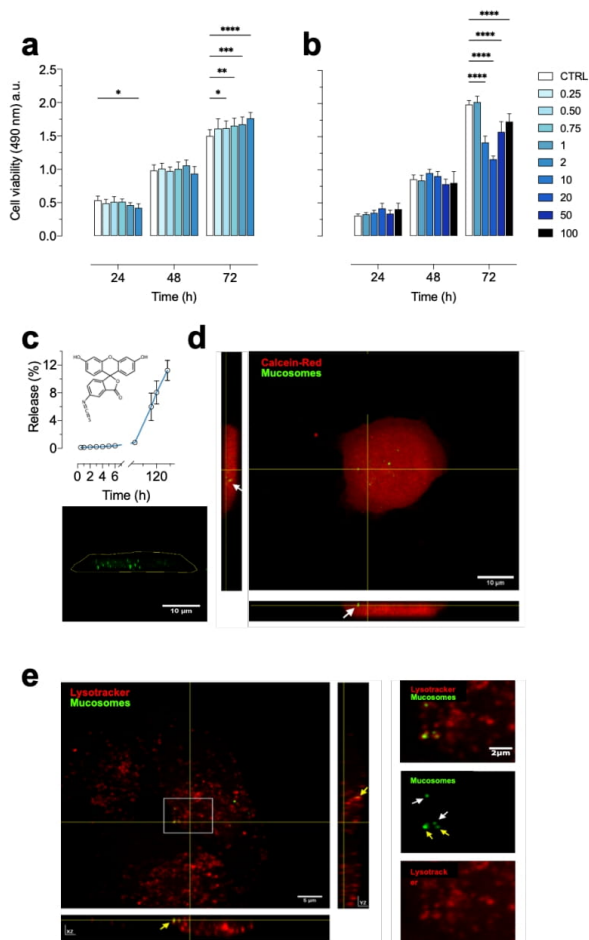 a
b
*
****
***
**
*
****
****
****
****
Cell viability (490 nm) a.u.
2.5
2.0
1.5
1.0
0.5
0.0
24
48
72
Time (h)
24
48
72
Time (h)
CTRL
0.25
0.50
0.75
1
2
10
20
50
100
c
d
Release (%)
12
8
4
0
0 2 4 6
120
Time (h)
HO
OH
O
O
O
10 µm
Calcein-Red
Mucosomes
10 µm
e
Lysotracker
Mucosomes
5 µm
YZ
XZ
Lysotracker
Mucosomes
2µm
Mucosomes
Lysotrack
er